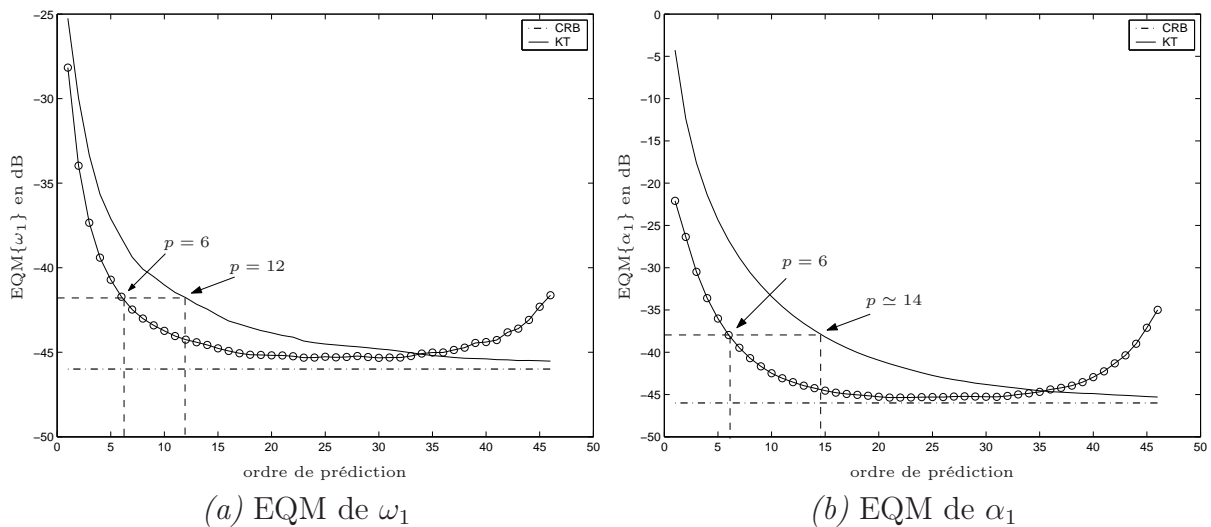 -25
-30
-35
-40
-45
-50
EQM{ω₁} en dB
CRB
KT
p = 6
p = 12
0 5 10 15 20 25 30 35 40 45 50
ordre de prédiction
(a) EQM de ω₁
0
-5
-10
-15
-20
-25
-30
-35
-40
-45
-50
EQM{α₁} en dB
CRB
KT
p = 6
p ≃ 14
0 5 10 15 20 25 30 35 40 45 50
ordre de prédiction
(b) EQM de α₁